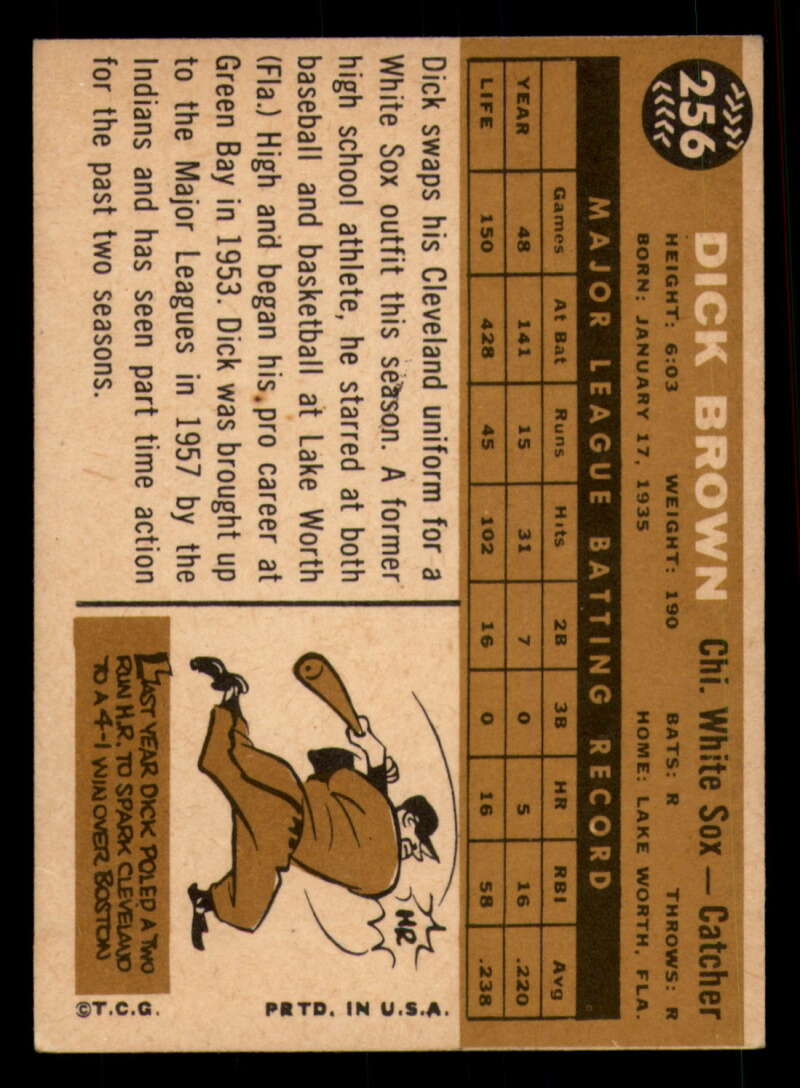 256
DICK BROWN Chi. White Sox — Catcher
HEIGHT: 6:03 WEIGHT: 190 BATS: R THROWS: R
BORN: JANUARY 17, 1935 HOME: LAKE WORTH, FLA.
MAJOR LEAGUE BATTING RECORD
Games At Bat Runs Hits 2B 3B HR RBI Avg
YEAR 48 141 15 31 7 0 5 16 .220
LIFE 150 428 45 102 16 0 16 58 .238
Dick swaps his Cleveland uniform for a
White Sox outfit this season. A former
high school athlete, he starred at both
baseball and basketball at Lake Worth
(Fla.) High and began his pro career at
Green Bay in 1953. Dick was brought up
to the Major Leagues in 1957 by the
Indians and has seen part time action
for the past two seasons.
HR
LAST YEAR DICK POLED A TWO
RUN H.R. TO SPARK CLEVELAND
TO A 4-1 WIN OVER BOSTON
©T.C.G. PRTD. IN U.S.A.